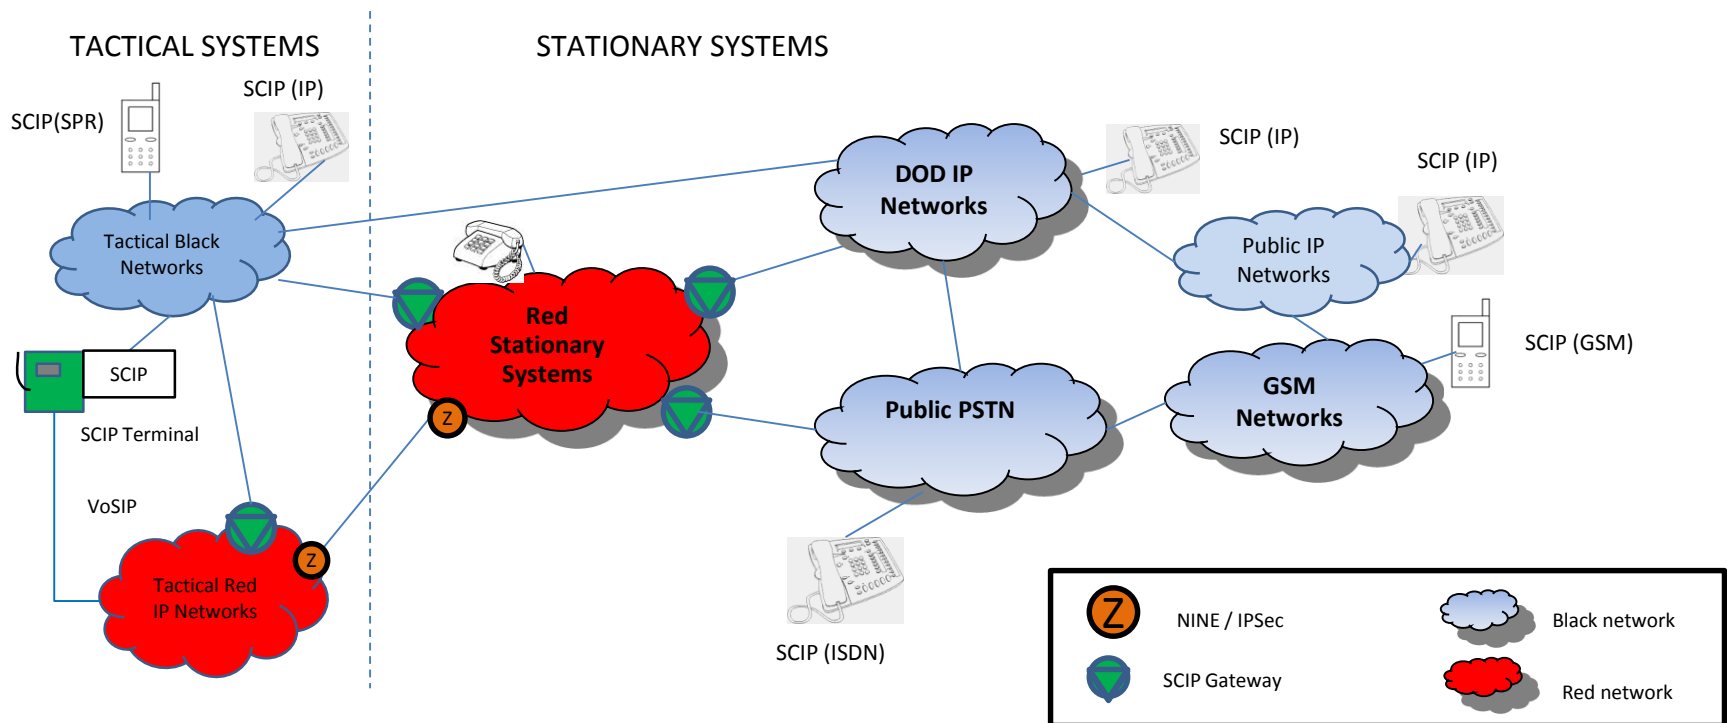 TACTICAL SYSTEMS
STATIONARY SYSTEMS
SCIP (IP)
SCIP(SPR)
SCIP (IP)
SCIP (IP)
DOD IP
Networks
Tactical Black
Networks
Public IP
Networks
Red
Stationary
Systems
SCIP (GSM)
SCIP
GSM
Networks
Public PSTN
Z
SCIP Terminal
VoSIP
Z
Tactical Red
IP Networks
SCIP (ISDN)
Z
NINE / IPSec
Black network
SCIP Gateway
Red network